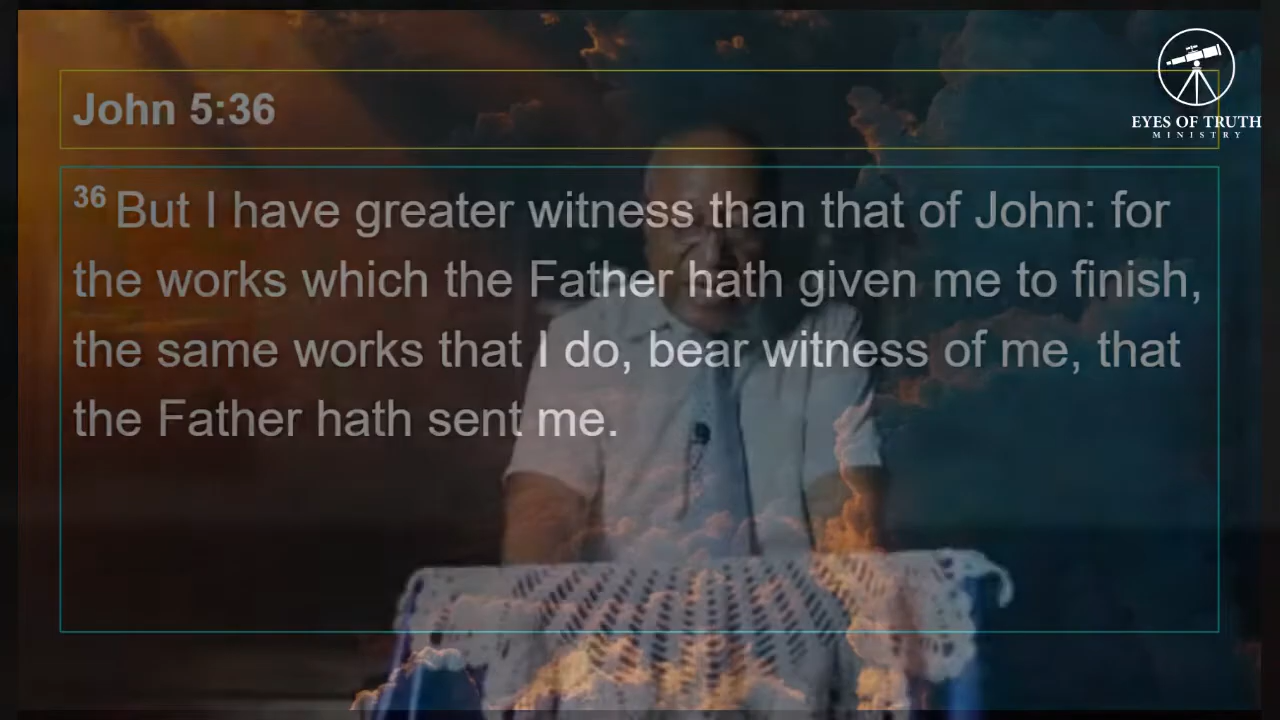 EYES OF TRUTH
MINISTRY
John 5:36
36 But I have greater witness than that of John: for
the works which the Father hath given me to finish,
the same works that I do, bear witness of me, that
the Father hath sent me.